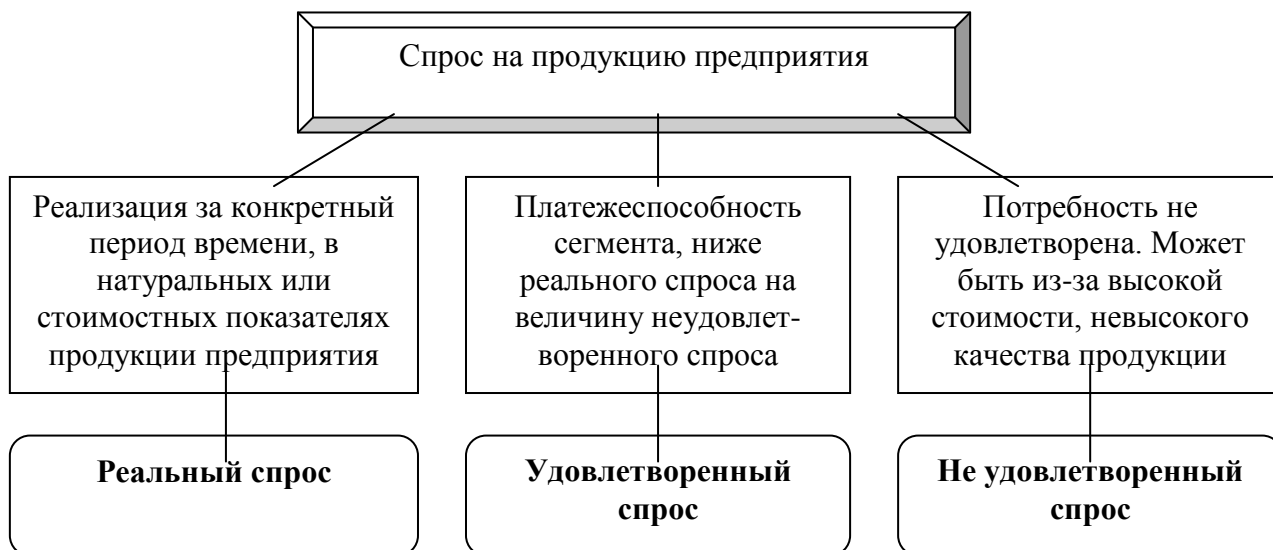 Спрос на продукцию предприятия
Реализация за конкретный
период времени, в
натуральных или
стоимостных показателях
продукции предприятия
Платежеспособность
сегмента, ниже
реального спроса на
величину неудовлет-
воренного спроса
Потребность не
удовлетворена. Может
быть из-за высокой
стоимости, невысокого
качества продукции
Реальный спрос
Удовлетворенный
спрос
Не удовлетворенный
спрос